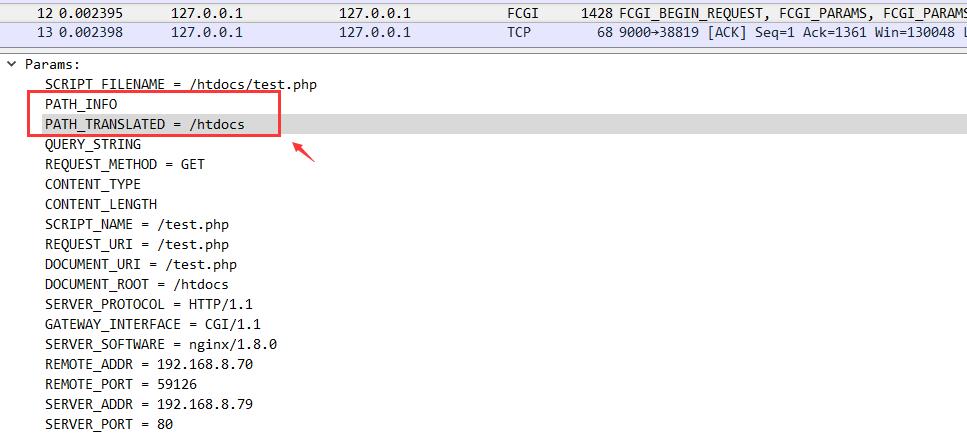 12 0.002395 127.0.0.1 127.0.0.1 FCGI 1428 FCGI_BEGIN_REQUEST, FCGI_PARAMS, FCGI_PARAMS
13 0.002398 127.0.0.1 127.0.0.1 TCP 68 9000→38819 [ACK] Seq=1 Ack=1361 Win=130048
Params:
SCRIPT_FILENAME = /htdocs/test.php
PATH_INFO
PATH_TRANSLATED = /htdocs
QUERY_STRING
REQUEST_METHOD = GET
CONTENT_TYPE
CONTENT_LENGTH
SCRIPT_NAME = /test.php
REQUEST_URI = /test.php
DOCUMENT_URI = /test.php
DOCUMENT_ROOT = /htdocs
SERVER_PROTOCOL = HTTP/1.1
GATEWAY_INTERFACE = CGI/1.1
SERVER_SOFTWARE = nginx/1.8.0
REMOTE_ADDR = 192.168.8.70
REMOTE_PORT = 59126
SERVER_ADDR = 192.168.8.79
SERVER_PORT = 80